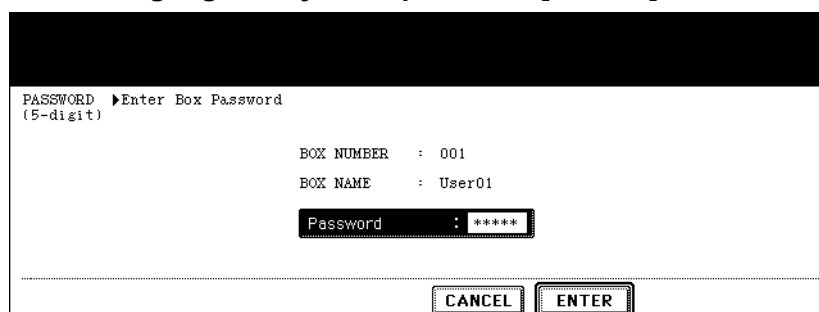 PASSWORD ▶Enter Box Password
(5-digit)
BOX NUMBER : 001
BOX NAME : User01
Password : *****
CANCEL ENTER